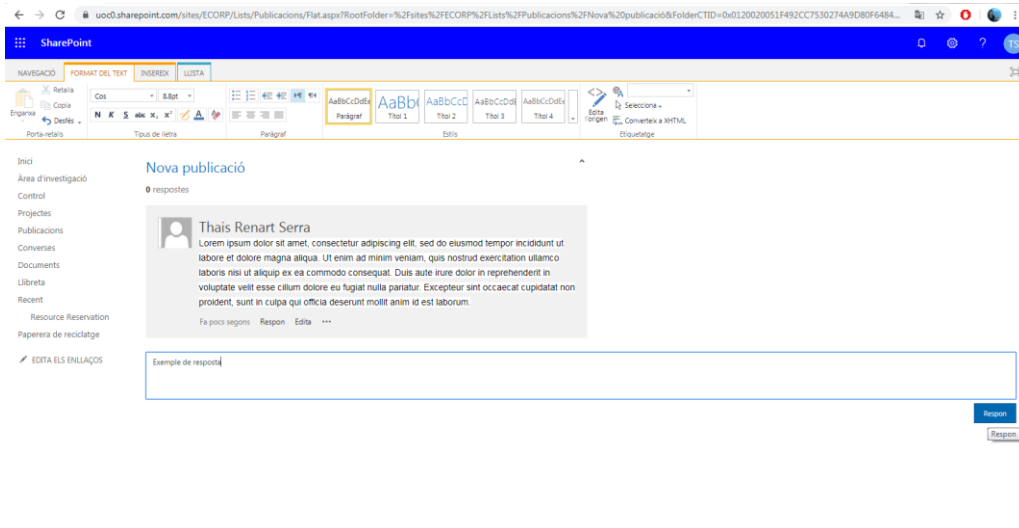 uoc0.sharepoint.com/sites/ECORP/Lists/Publicacions/Flat.aspx?RootFolder=%2Fsites%2FECORP%2FLists%2FPublicacions%2FNova%20publicació&FolderCTID=0x0120020051F492CC7530274A9D80F6484...
SharePoint
?
TS
NAVEGACIÓ FORMAT DEL TEXT INSEREIX LLISTA
Enganxa
Retalla
Copia
Desfés
Porta-retalls
Cos 8.8pt
N K S abc X, X² A
Tipus de lletra
Paràgraf
AaBbCcDdEe AaBb( AaBbCcD AaBbCcDdE AaBbCcDdEe
Paràgraf Títol 1 Títol 2 Títol 3 Títol 4
Estils
Edita l'origen
Selecciona
Converteix a XHTML
Etiquetatge
Inici
Àrea d'investigació
Control
Projectes
Publicacions
Converses
Documents
Llibreta
Recent
Resource Reservation
Paperera de reciclatge
EDITA ELS ENLLAÇOS
Nova publicació
0 respostes
Thais Renart Serra
Lorem ipsum dolor sit amet, consectetur adipiscing elit, sed do eiusmod tempor incididunt ut
labore et dolore magna aliqua. Ut enim ad minim veniam, quis nostrud exercitation ullamco
laboris nisi ut aliquip ex ea commodo consequat. Duis aute irure dolor in reprehenderit in
voluptate velit esse cillum dolore eu fugiat nulla pariatur. Excepteur sint occaecat cupidatat non
proident, sunt in culpa qui officia deserunt mollit anim id est laborum.
Fa pocs segons Respon Edita ···
Exemple de resposta
Respon
Respon